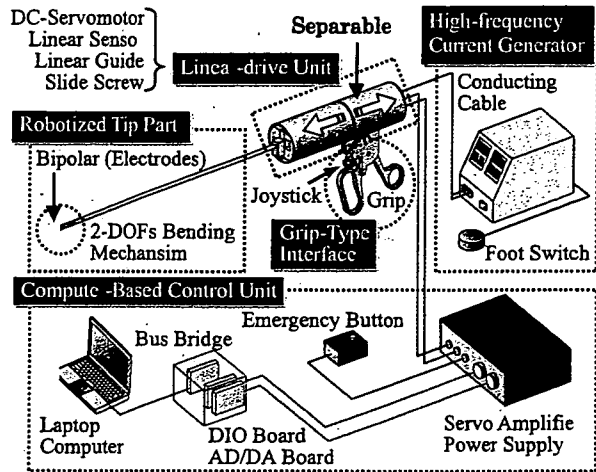 DC-Servomotor
Linear Senso
Linear Guide
Slide Screw
Linea -drive Unit
Separable
High-frequency
Current Generator
Conducting
Cable
Robotized Tip Part
Bipolar (Electrodes)
2-DOFs Bending
Mechansim
Joystick
Grip
Grip-Type
Interface
Foot Switch
Compute -Based Control Unit
Bus Bridge
Emergency Button
Laptop
Computer
DIO Board
AD/DA Board
Servo Amplifie
Power Supply